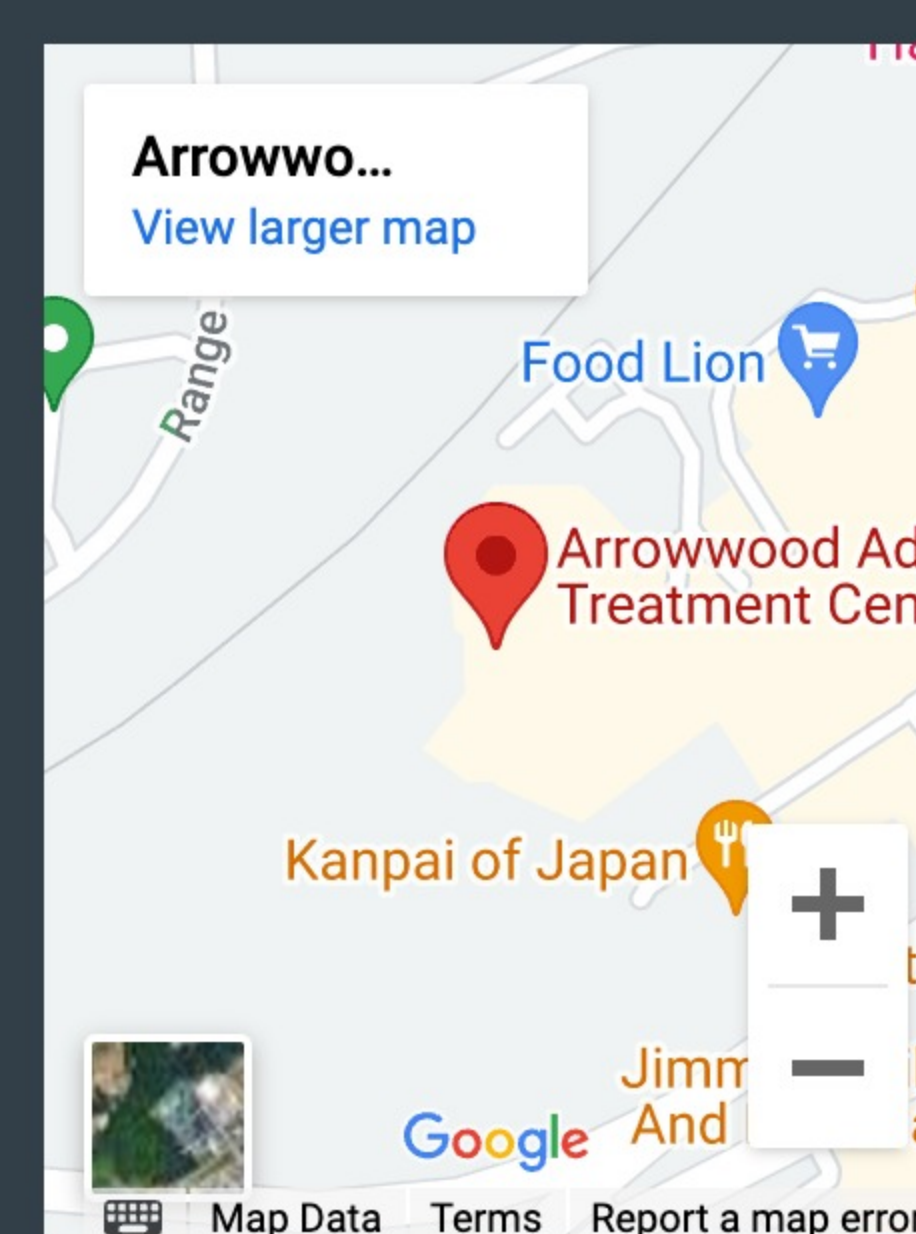 Arrowwo...
View larger map
Range
Food Lion
Arrowwood Ad
Treatment Cen
Kanpai of Japan
Jimm
And
Google
Map Data
Terms
Report a map error